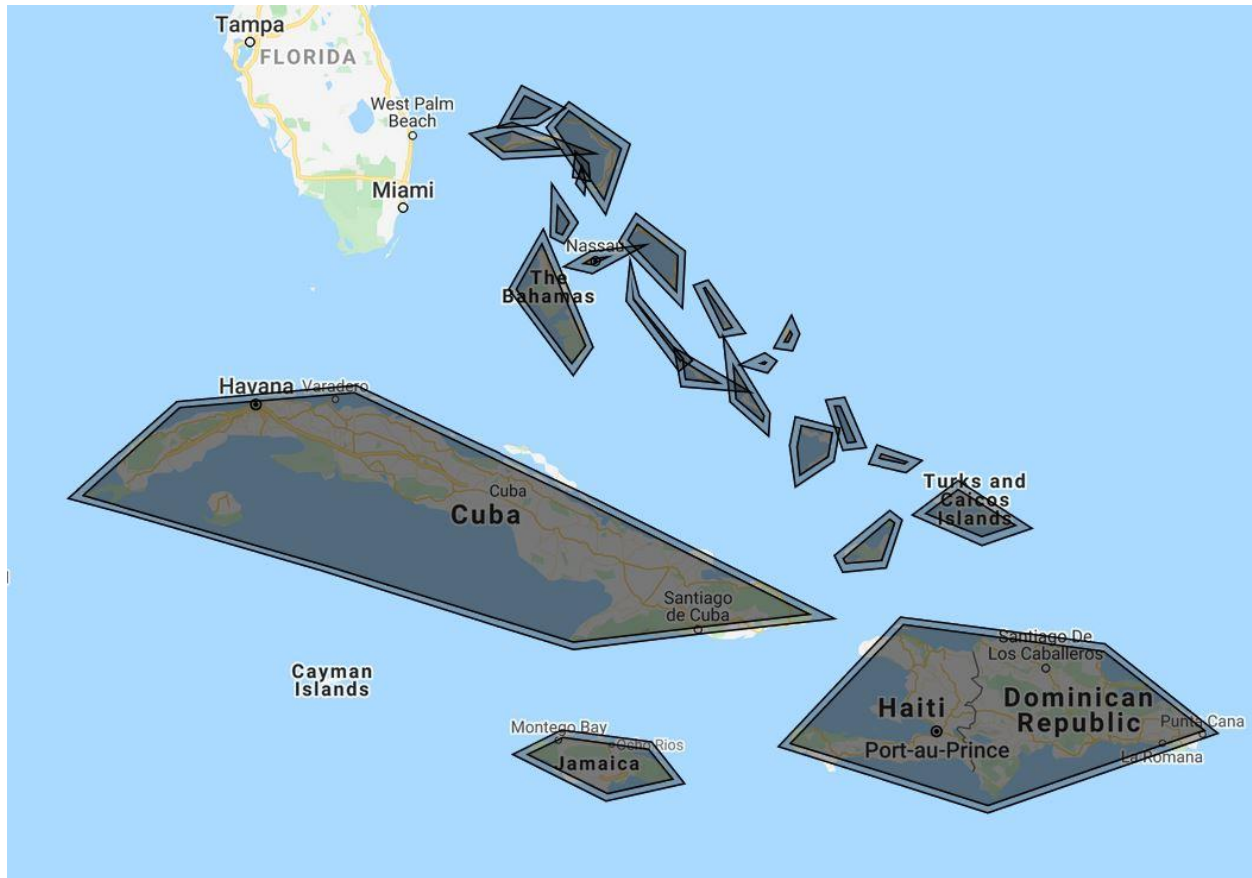 Tampa
FLORIDA
West Palm
Beach
Miami
Nassau
The
Bahamas
Havana
Varadero
Cuba
Cuba
Turks and
Caicos
Islands
Santiago
de Cuba
Cayman
Islands
Santiago De
Los Caballeros
Haiti
Dominican
Republic
Punta Cana
Port-au-Prince
La Romana
Montego Bay
Ocho Rios
Jamaica